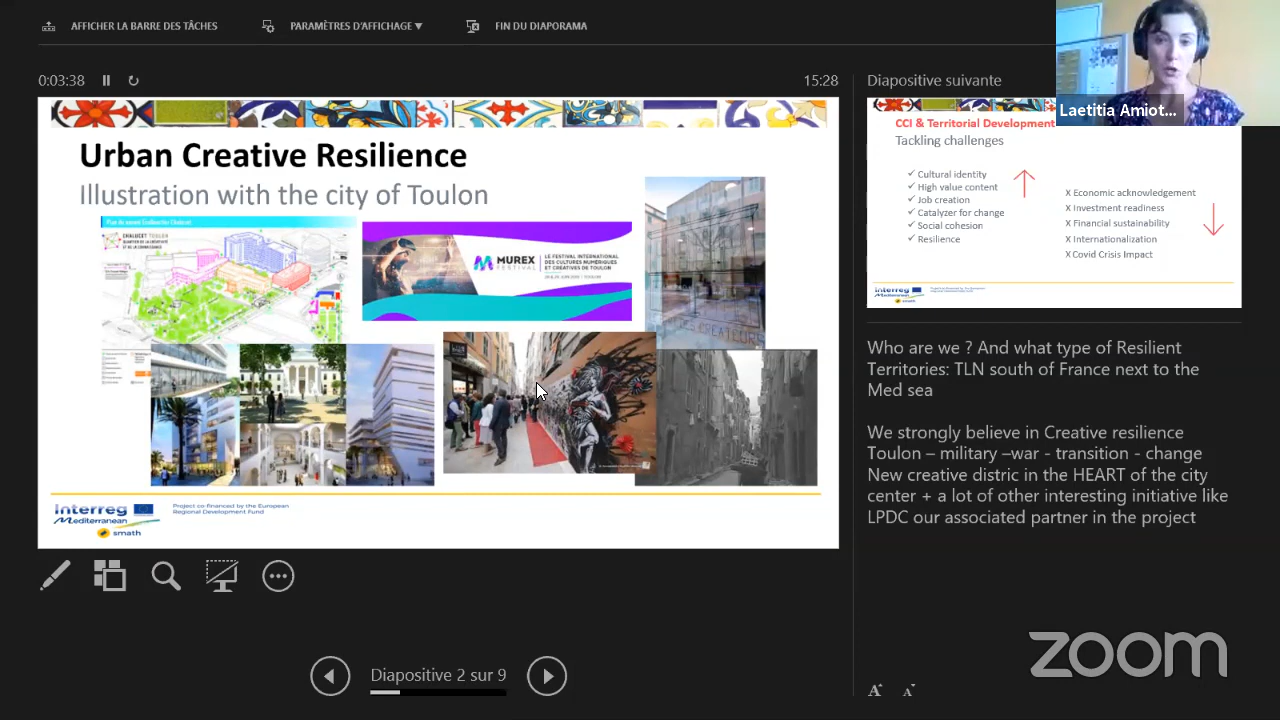 AFFICHER LA BARRE DES TÂCHES
PARAMÈTRES D'AFFICHAGE ▼
FIN DU DIAPORAMA
0:03:38
15:28
Urban Creative Resilience
Illustration with the city of Toulon
CHALUCET TOULON
MUREX
FESTIVAL
LE FESTIVAL INTERNATIONAL
DES CULTURES NUMÉRIQUES
ET CRÉATIVES DE TOULON
Interreg
Mediterranean
smath
Project co-financed by the European
Regional Development Fund
Diapositive suivante
Laetitia Amiot...
CCI & Territorial Development
Tackling challenges
✓ Cultural identity
✓ High value content
✓ Job creation
✓ Catalyzer for change
✓ Social cohesion
✓ Resilience
X Economic acknowledgement
X Investment readiness
X Financial sustainability
X Internationalization
X Covid Crisis Impact
Interreg
Mediterranean
smath
Who are we ? And what type of Resilient
Territories: TLN south of France next to the
Med sea
We strongly believe in Creative resilience
Toulon – military –war - transition - change
New creative distric in the HEART of the city
center + a lot of other interesting initiative like
LPDC our associated partner in the project
Diapositive 2 sur 9
A A
zoom